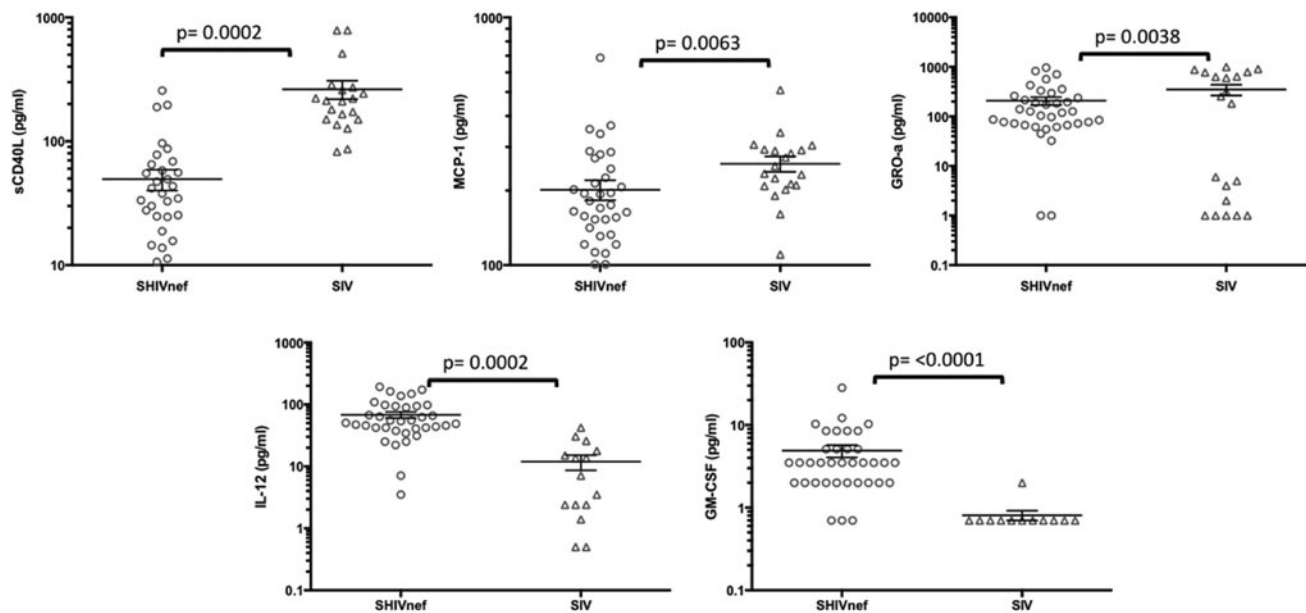 sCD40L (pg/ml)
1000
100
10
p= 0.0002
SHIVnef
SIV
MCP-1 (pg/ml)
1000
100
p= 0.0063
SHIVnef
SIV
GRO-a (pg/ml)
10000
1000
100
10
1
0.1
p= 0.0038
SHIVnef
SIV
IL-12 (pg/ml)
1000
100
10
1
0.1
p= 0.0002
SHIVnef
SIV
GM-CSF (pg/ml)
100
10
1
0.1
p= <0.0001
SHIVnef
SIV